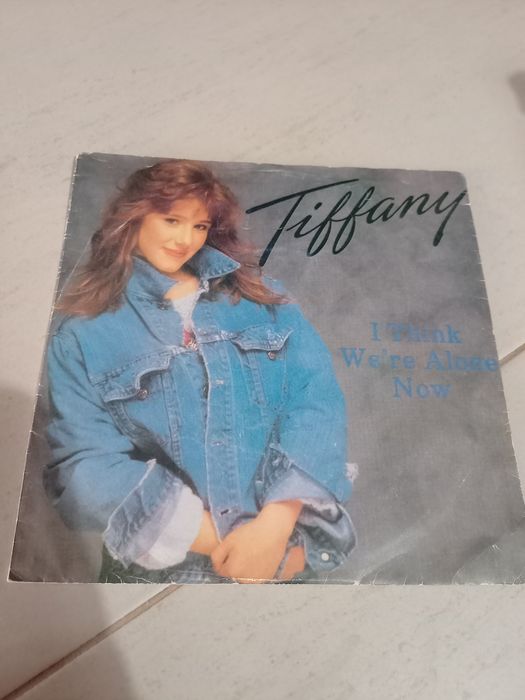 Tiffany
I Think
We're Alone
Now